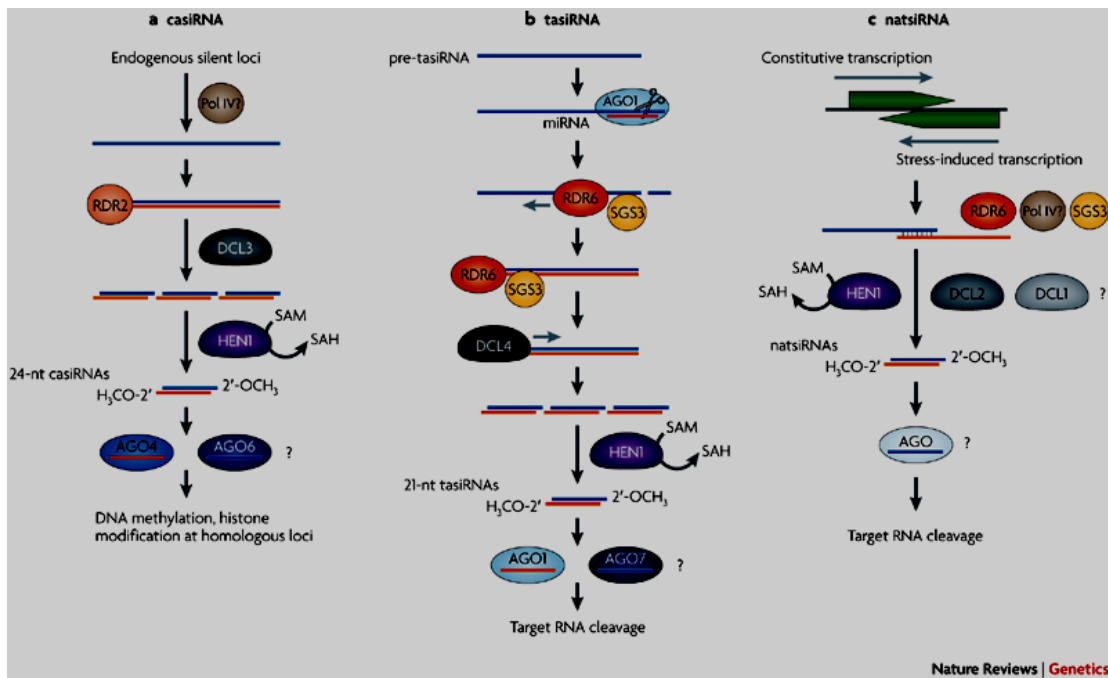 a casiRNA
Endogenous silent loci
Pol IV?
RDR2
DCL3
HEN1
SAM
SAH
24-nt casiRNAs
H₃CO-2′
2′-OCH₃
AGO4
AGO6
?
DNA methylation, histone
modification at homologous loci
b tasiRNA
pre-tasiRNA
AGO1
miRNA
RDR6
SGS3
RDR6
SGS3
DCL4
HEN1
SAM
SAH
21-nt tasiRNAs
H₃CO-2′
2′-OCH₃
AGO1
AGO7
?
Target RNA cleavage
c natsiRNA
Constitutive transcription
Stress-induced transcription
RDR6
Pol IV?
SGS3
SAM
SAH
HEN1
DCL2
DCL1
?
natsiRNAs
H₃CO-2′
2′-OCH₃
AGO
?
Target RNA cleavage
Nature Reviews | Genetics